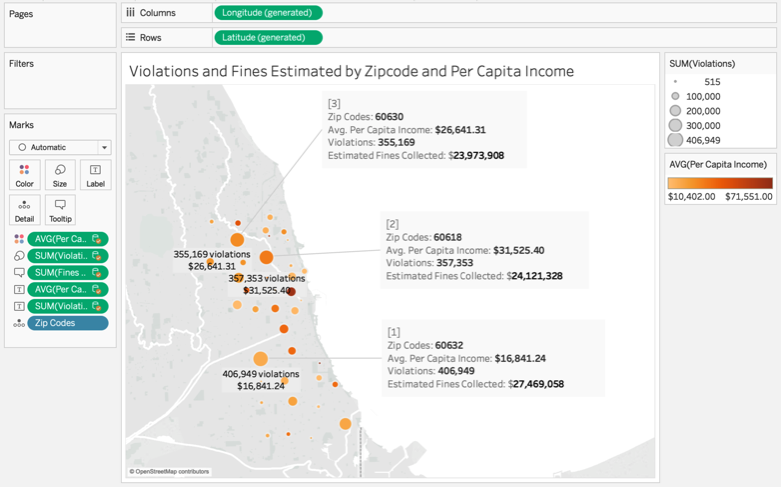 Pages
Columns
Longitude (generated)
Rows
Latitude (generated)
Filters
Marks
Automatic
Color
Size
Label
Detail
Tooltip
AVG(Per Ca..
SUM(Violati..
SUM(Fines ..
AVG(Per Ca..
SUM(Violati..
Zip Codes
Violations and Fines Estimated by Zipcode and Per Capita Income
[3]
Zip Codes: 60630
Avg. Per Capita Income: $26,641.31
Violations: 355,169
Estimated Fines Collected: $23,973,908
[2]
Zip Code: 60618
Avg. Per Capita Income: $31,525.40
Violations: 357,353
Estimated Fines Collected: $24,121,328
[1]
Zip Codes: 60632
Avg. Per Capita Income: $16,841.24
Violations: 406,949
Estimated Fines Collected: $27,469,058
355,169 violations
$26,641.31
357,353 violations
$31,525.40
406,949 violations
$16,841.24
© OpenStreetMap contributors
SUM(Violations)
515
100,000
200,000
300,000
406,949
AVG(Per Capita Income)
$10,402.00 $71,551.00